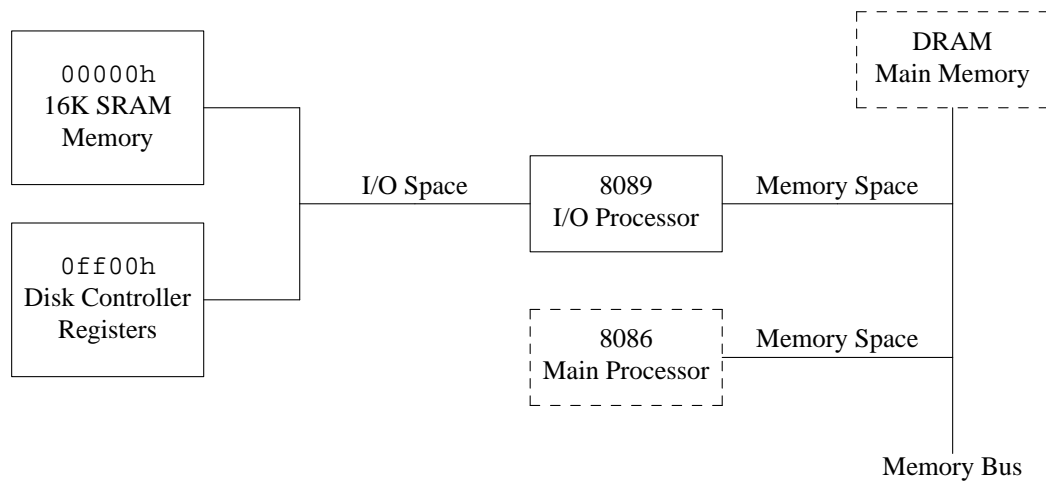 00000h
16K SRAM
Memory
0ff00h
Disk Controller
Registers
I/O Space
8089
I/O Processor
Memory Space
8086
Main Processor
Memory Space
DRAM
Main Memory
Memory Bus